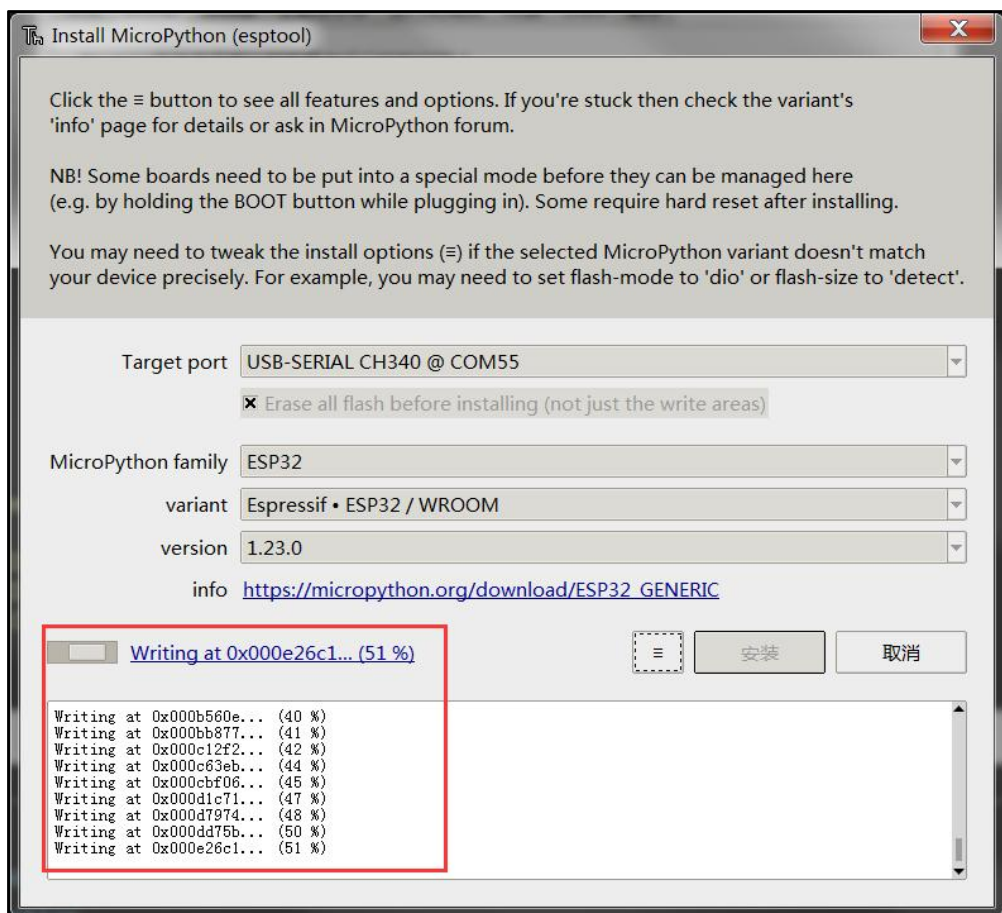 Install MicroPython (esptool)
Click the ≡ button to see all features and options. If you're stuck then check the variant's
'info' page for details or ask in MicroPython forum.
NB! Some boards need to be put into a special mode before they can be managed here
(e.g. by holding the BOOT button while plugging in). Some require hard reset after installing.
You may need to tweak the install options (≡) if the selected MicroPython variant doesn't match
your device precisely. For example, you may need to set flash-mode to 'dio' or flash-size to 'detect'.
Target port USB-SERIAL CH340 @ COM55
Erase all flash before installing (not just the write areas)
MicroPython family ESP32
variant Espressif • ESP32 / WROOM
version 1.23.0
info https://micropython.org/download/ESP32_GENERIC
Writing at 0x000e26c1... (51 %) ≡ 安装 取消
Writing at 0x000b560e... (40 %)
Writing at 0x000bb877... (41 %)
Writing at 0x000c12f2... (42 %)
Writing at 0x000c63eb... (44 %)
Writing at 0x000cbf06... (45 %)
Writing at 0x000d1c71... (47 %)
Writing at 0x000d7974... (48 %)
Writing at 0x000dd75b... (50 %)
Writing at 0x000e26c1... (51 %)